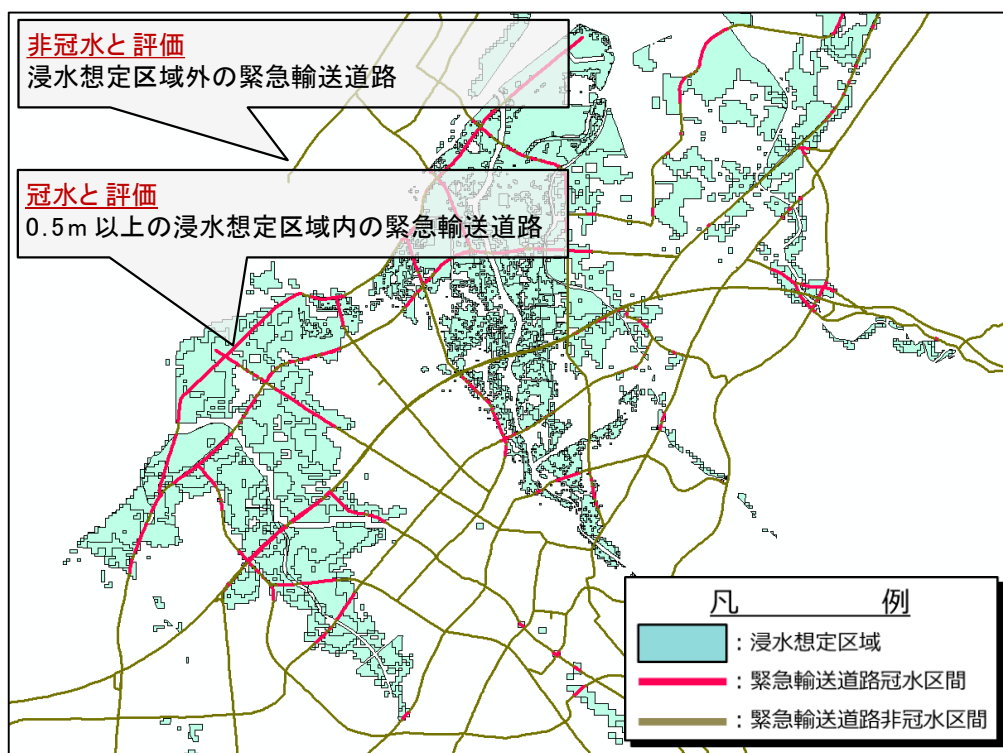 非冠水と評価
浸水想定区域外の緊急輸送道路
冠水と評価
0.5m 以上の浸水想定区域内の緊急輸送道路
凡 例
：浸水想定区域
：緊急輸送道路冠水区間
：緊急輸送道路非冠水区間